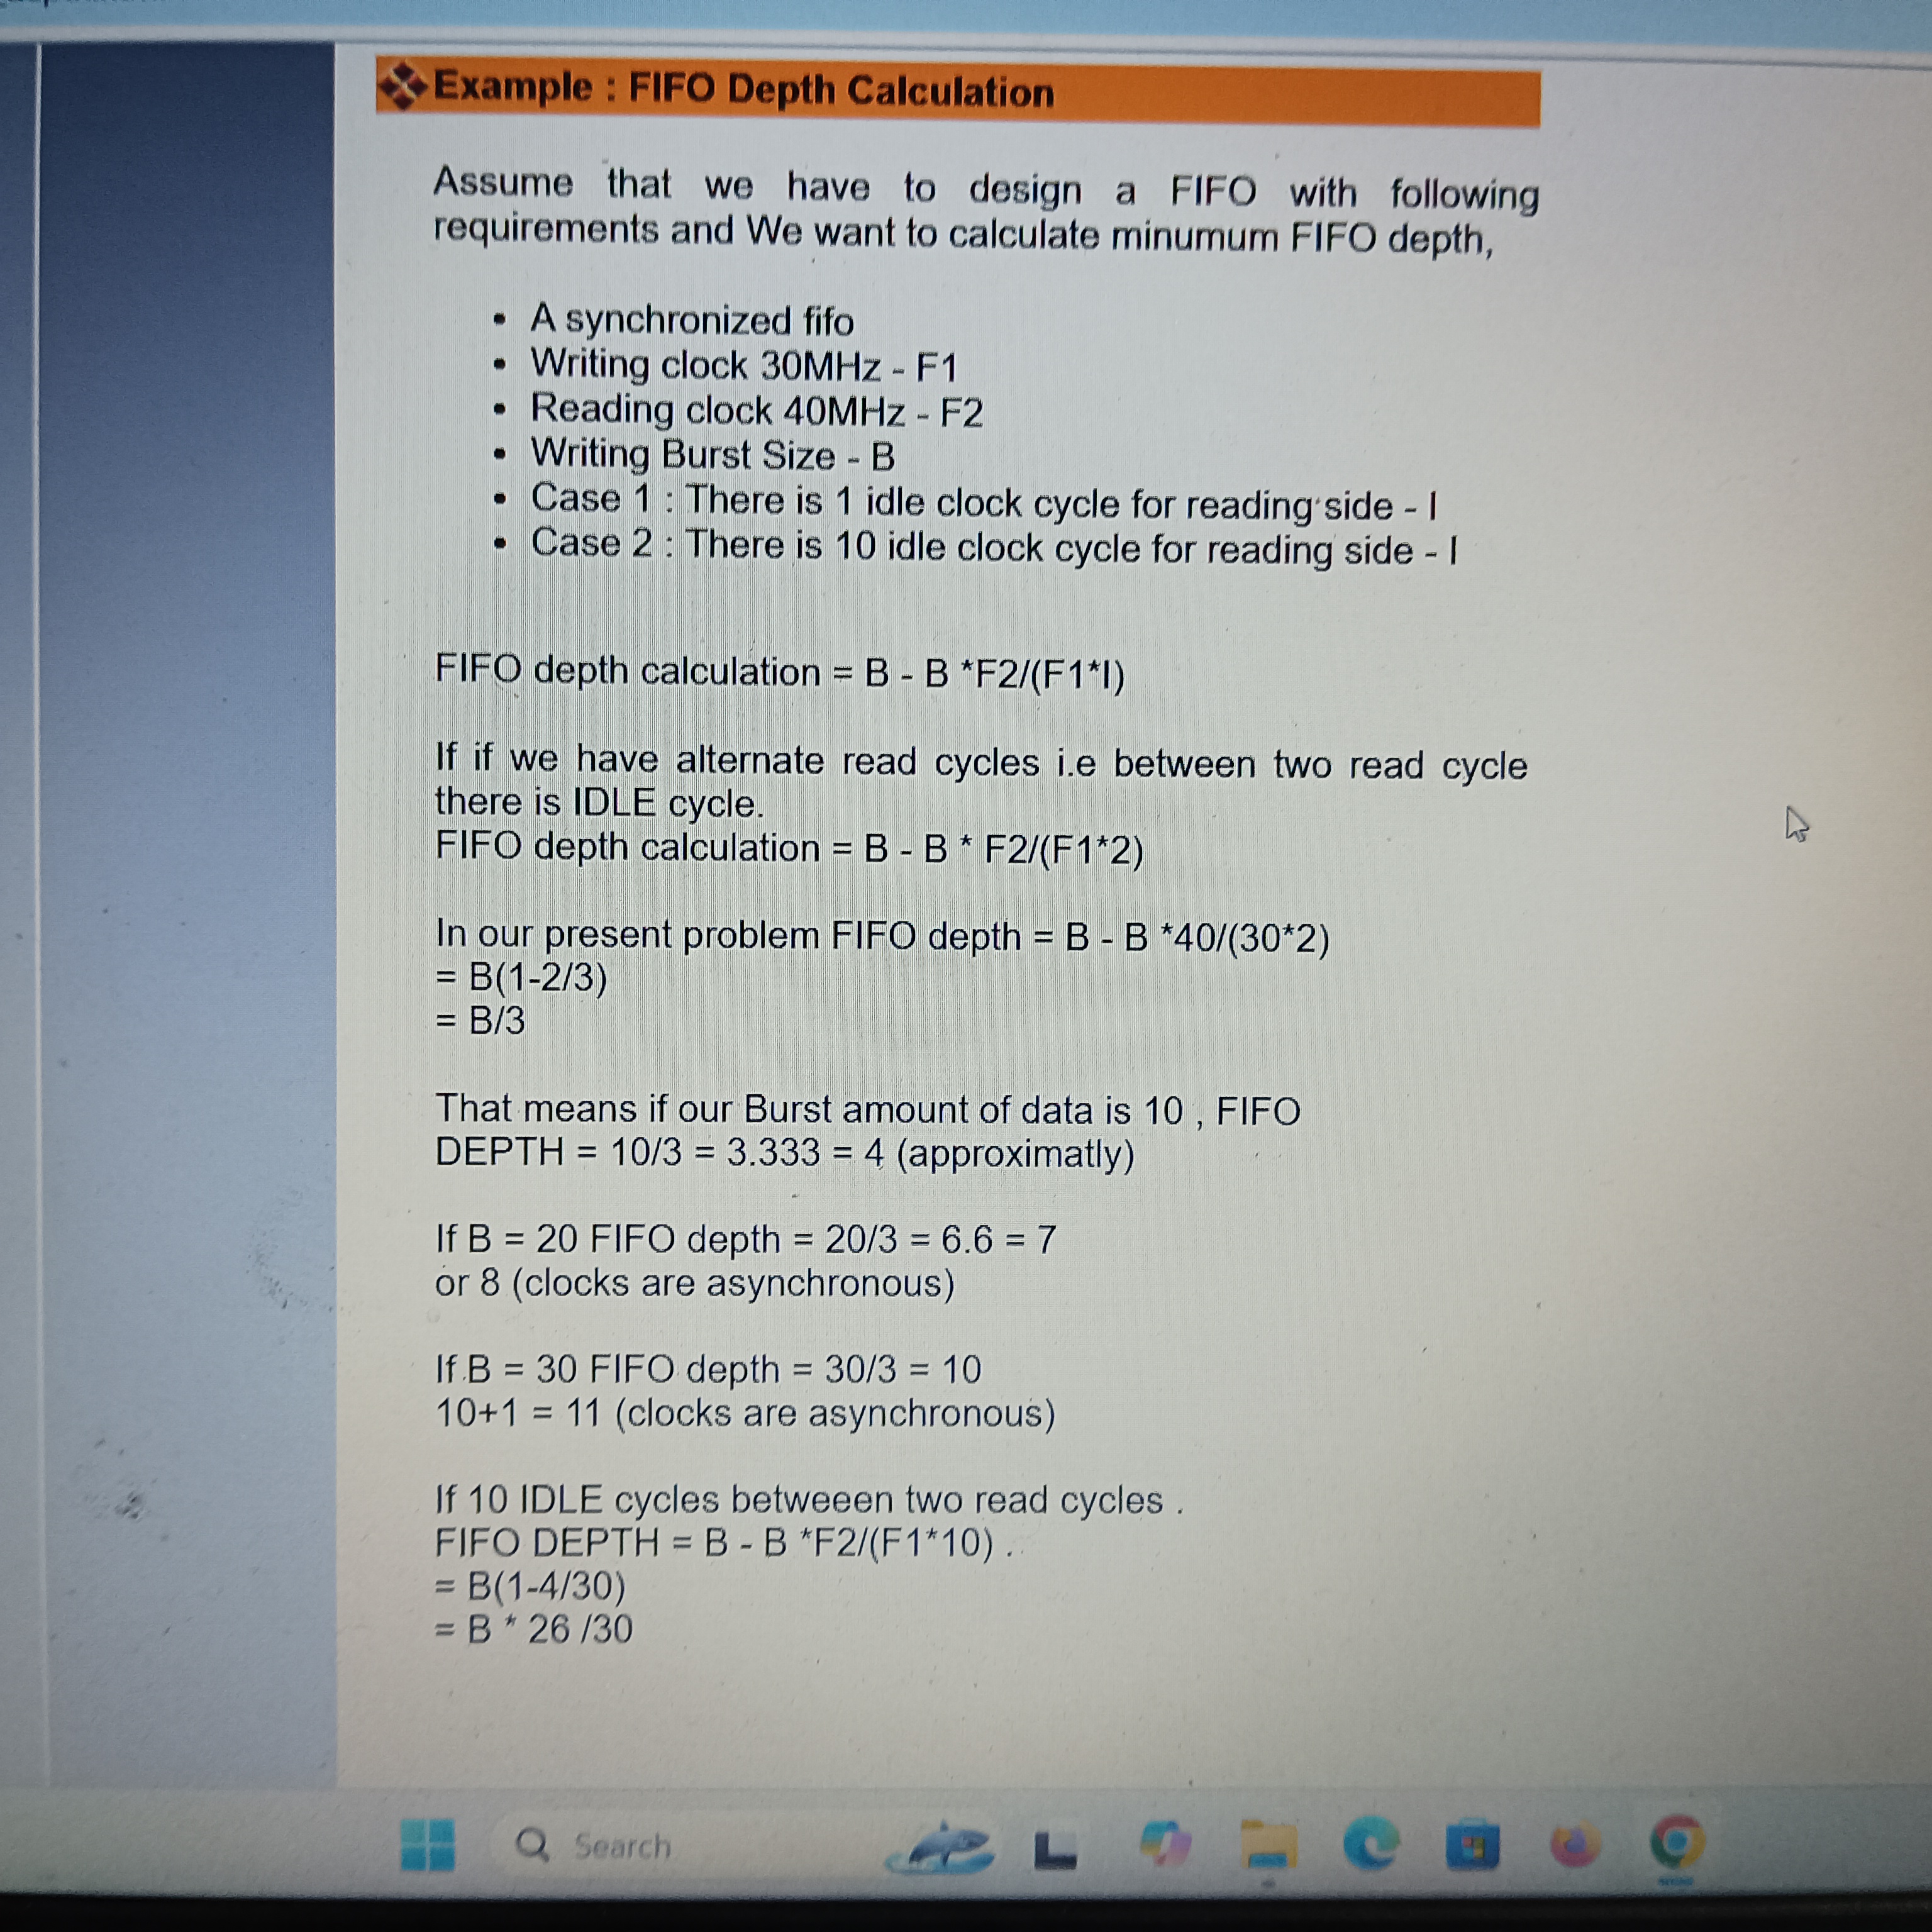 Example : FIFO Depth Calculation
Assume that we have to design a FIFO with following
requirements and We want to calculate minumum FIFO depth,
• A synchronized fifo
• Writing clock 30MHz - F1
• Reading clock 40MHz - F2
• Writing Burst Size - B
• Case 1 : There is 1 idle clock cycle for reading side - I
• Case 2 : There is 10 idle clock cycle for reading side - I
FIFO depth calculation = B - B *F2/(F1*I)
If if we have alternate read cycles i.e between two read cycle
there is IDLE cycle.
FIFO depth calculation = B - B * F2/(F1*2)
In our present problem FIFO depth = B - B *40/(30*2)
= B(1-2/3)
= B/3
That means if our Burst amount of data is 10 , FIFO
DEPTH = 10/3 = 3.333 = 4 (approximatly)
If B = 20 FIFO depth = 20/3 = 6.6 = 7
or 8 (clocks are asynchronous)
If B = 30 FIFO depth = 30/3 = 10
10+1 = 11 (clocks are asynchronous)
If 10 IDLE cycles betweeen two read cycles .
FIFO DEPTH = B - B *F2/(F1*10) .
= B(1-4/30)
= B * 26 /30
Search